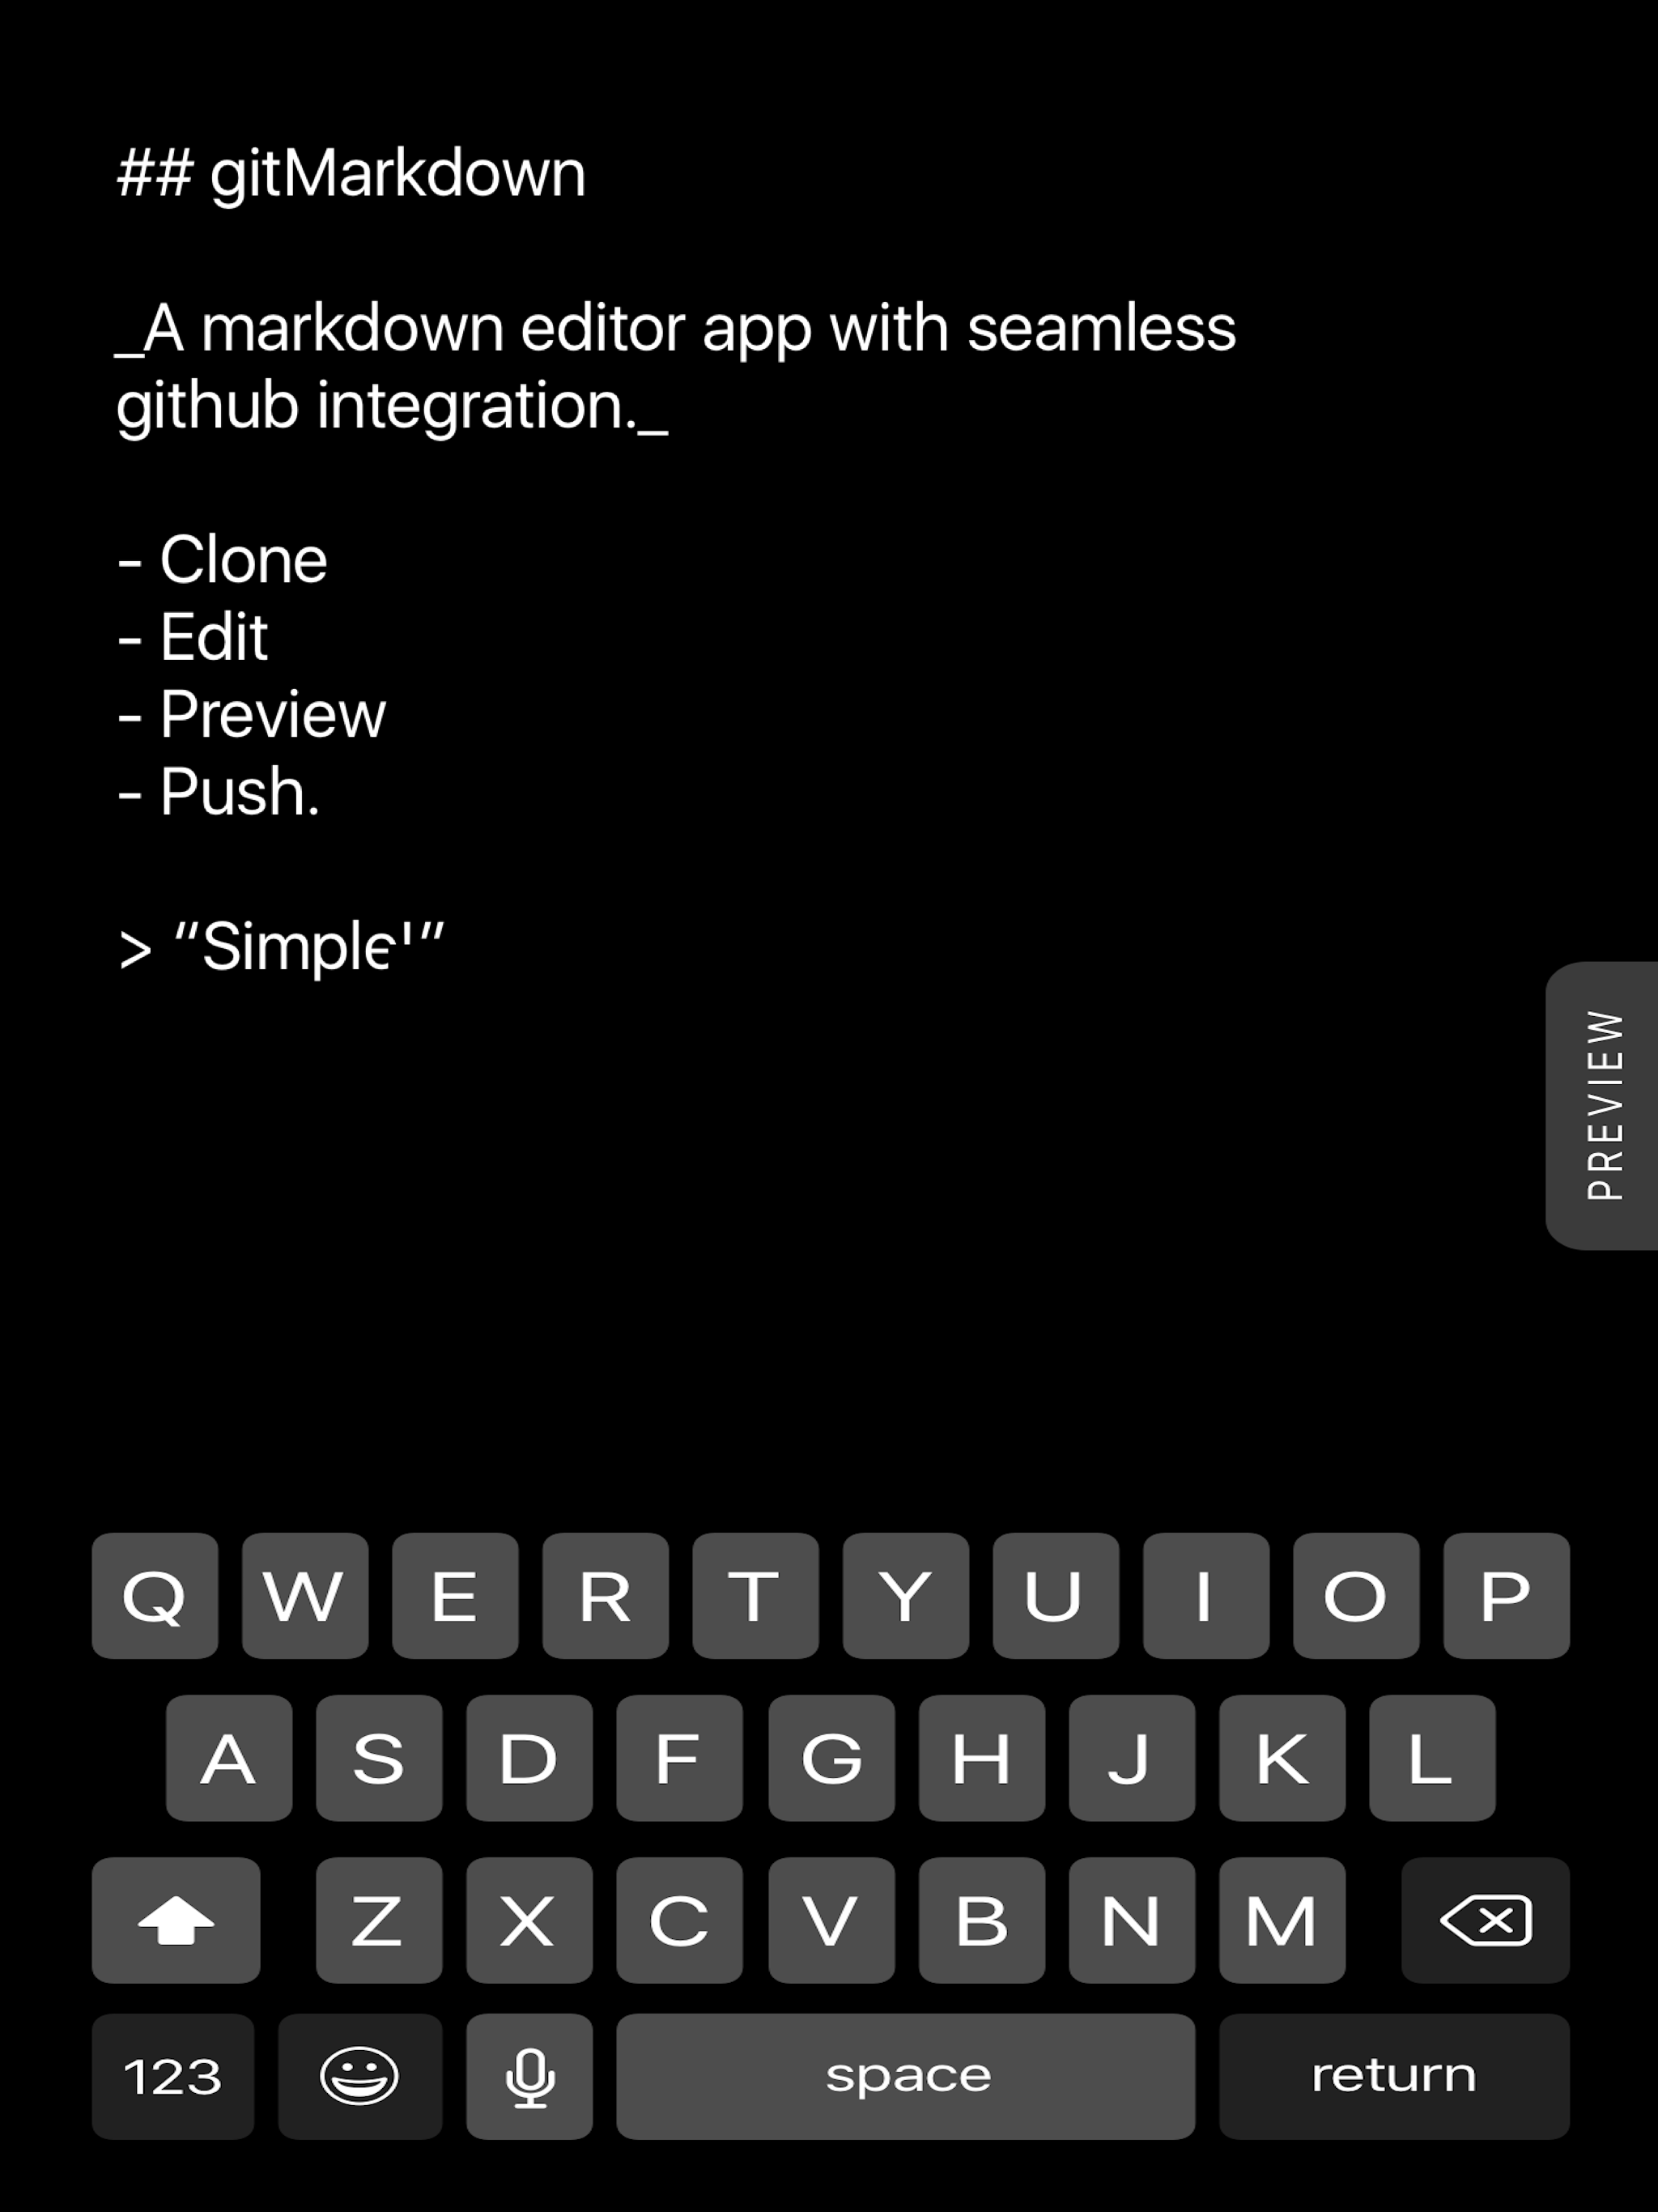 ## gitMarkdown
_A markdown editor app with seamless
github integration._
- Clone
- Edit
- Preview
- Push.
> “Simple'”
PREVIEW
Q W E R T Y U I O P
A S D F G H J K L
Z X C V B N M
123 space return